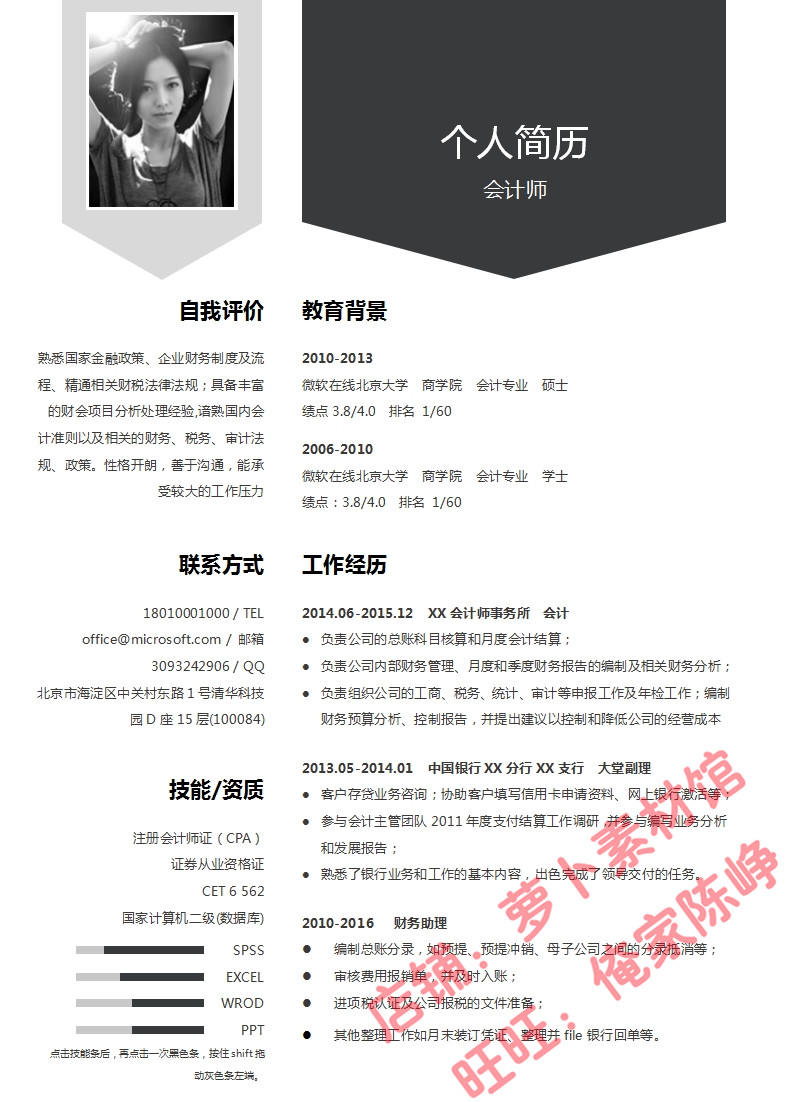 个人简历
会计师
自我评价
熟悉国家金融政策、企业财务制度及流
程、精通相关财税法律法规；具备丰富
的财会项目分析处理经验,谙熟国内会
计准则以及相关的财务、税务、审计法
规、政策。性格开朗，善于沟通，能承
受较大的工作压力
联系方式
18010001000 / TEL
office@microsoft.com / 邮箱
3093242906 / QQ
北京市海淀区中关村东路 1 号清华科技
园 D 座 15 层(100084)
技能/资质
注册会计师证（CPA）
证券从业资格证
CET 6 562
国家计算机二级(数据库)
SPSS
EXCEL
WROD
PPT
点击技能条后，再点击一次黑色条，按住 shift 拖
动灰色条左端。
教育背景
2010-2013
微软在线北京大学 商学院 会计专业 硕士
绩点 3.8/4.0 排名 1/60
2006-2010
微软在线北京大学 商学院 会计专业 学士
绩点：3.8/4.0 排名 1/60
工作经历
2014.06-2015.12 XX 会计师事务所 会计
● 负责公司的总账科目核算和月度会计结算；
● 负责公司内部财务管理、月度和季度财务报告的编制及相关财务分析；
● 负责组织公司的工商、税务、统计、审计等申报工作及年检工作；编制
财务预算分析、控制报告，并提出建议以控制和降低公司的经营成本
2013.05-2014.01 中国银行 XX 分行 XX 支行 大堂副理
● 客户存贷业务咨询；协助客户填写信用卡申请资料、网上银行激活等；
● 参与会计主管团队 2011 年度支付结算工作调研，并参与编写业务分析
和发展报告；
● 熟悉了银行业务和工作的基本内容，出色完成了领导交付的任务。
2010-2016 财务助理
● 编制总账分录，如预提、预提冲销、母子公司之间的分录抵消等；
● 审核费用报销单，并及时入账；
● 进项税认证及公司报税的文件准备；
● 其他整理工作如月末装订凭证、整理并 file 银行回单等。
店铺：萝卜素材馆
旺旺：俺家陈峥